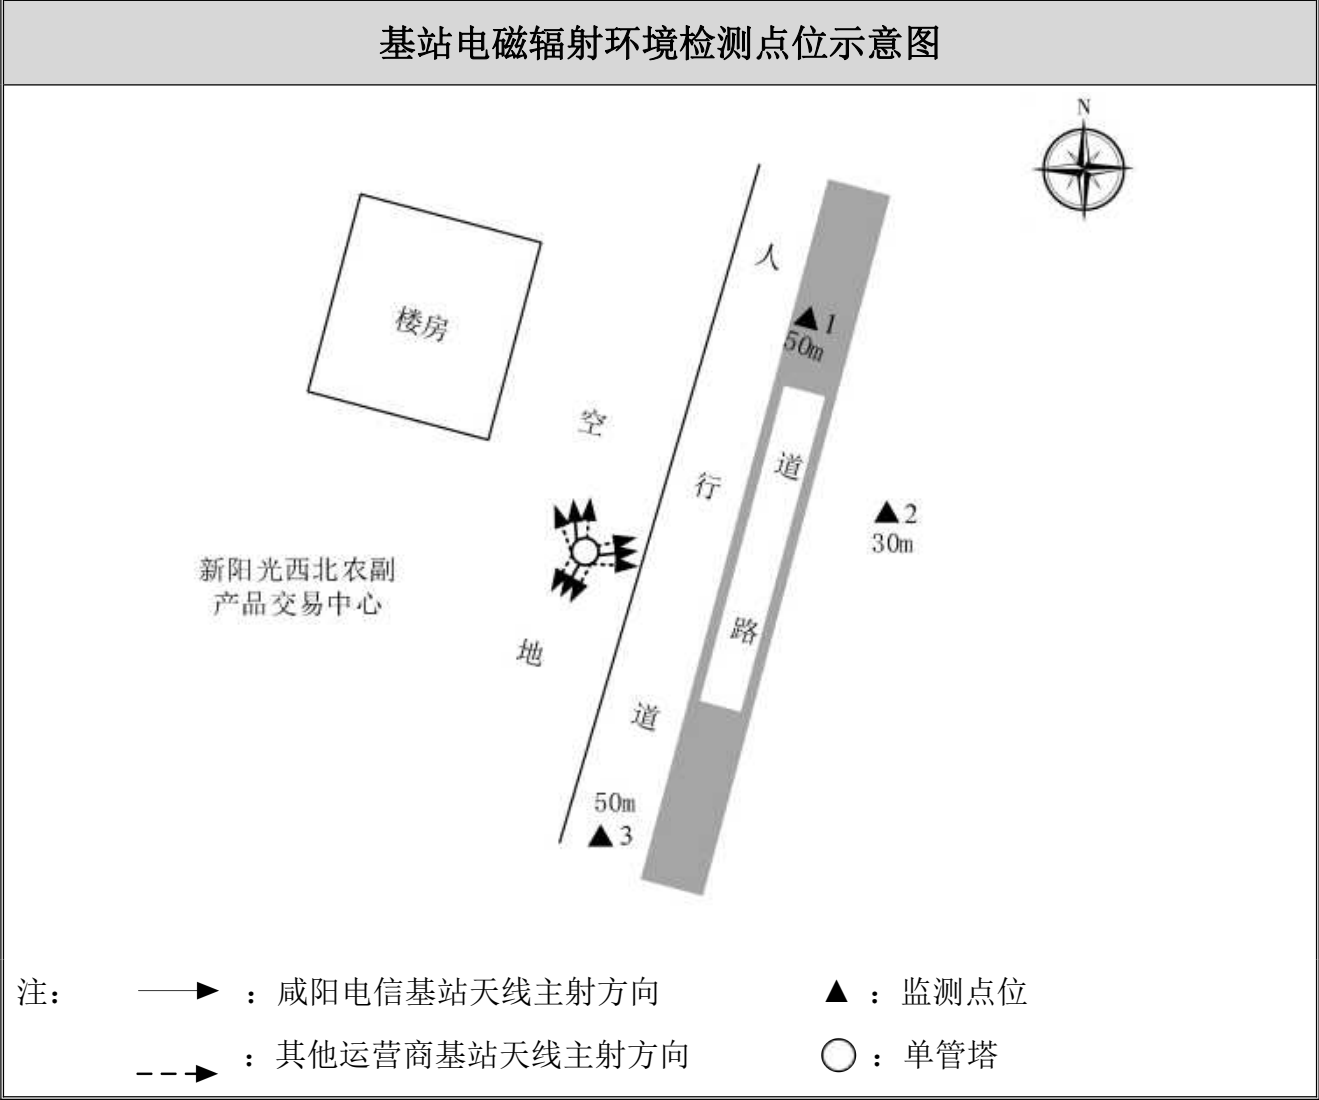 基站电磁辐射环境检测点位示意图
N
人
1
50m
楼房
空
道
行
2
30m
新阳光西北农副
产品交易中心
路
地
道
50m
3
注：
：咸阳电信基站天线主射方向
：监测点位
：其他运营商基站天线主射方向
：单管塔